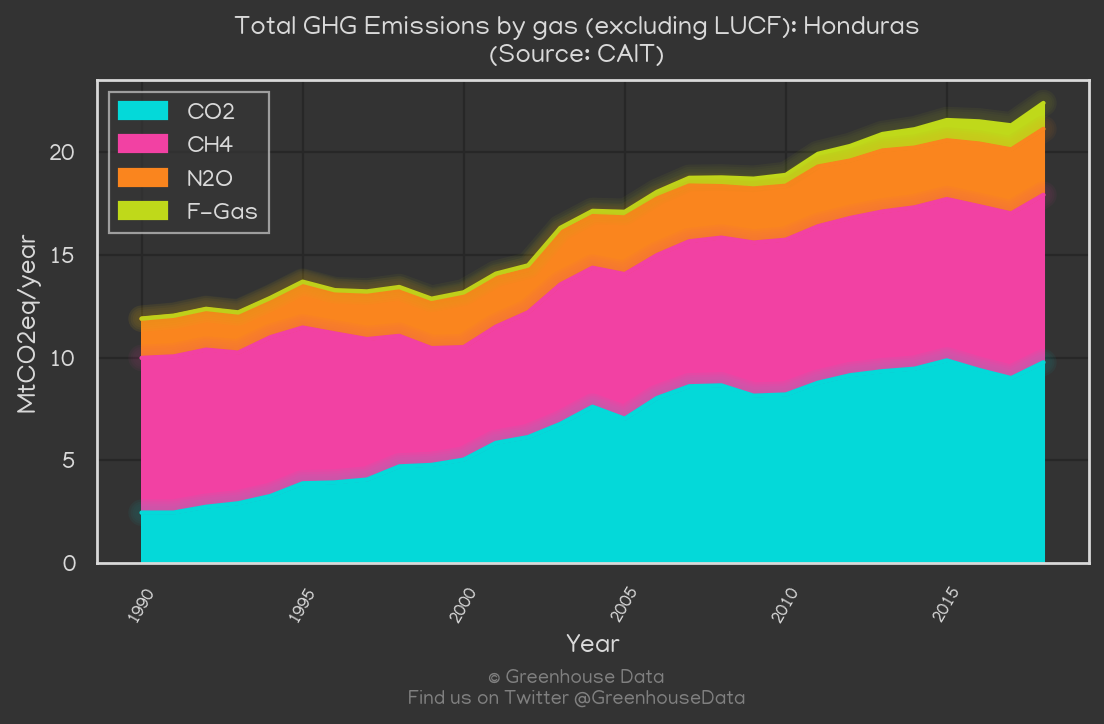 Total GHG Emissions by gas (excluding LUCF): Honduras
(Source: CAIT)
CO2
CH4
N2O
F-Gas
MtCO2eq/year
20
15
10
5
0
1990
1995
2000
2005
2010
2015
Year
© Greenhouse Data
Find us on Twitter @GreenhouseData